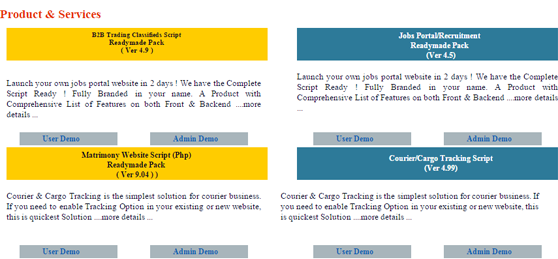 Product & Services
B2B Trading Classifieds Script
Readymade Pack
( Ver 4.9 )
Launch your own jobs portal website in 2 days ! We have the Complete
Script Ready ! Fully Branded in your name. A Product with
Comprehensive List of Features on both Front & Backend ....more
details ...
User Demo
Admin Demo
Jobs Portal/Recruitment
Readymade Pack
(Ver 4.5)
Launch your own jobs portal website in 2 days ! We have the Complete
Script Ready ! Fully Branded in your name. A Product with
Comprehensive List of Features on both Front & Backend ....more details
...
User Demo
Admin Demo
Matrimony Website Script (Php)
Readymade Pack
( Ver 9.04 ) )
Courier & Cargo Tracking is the simplest solution for courier business.
If you need to enable Tracking Option in your existing or new website,
this is quickest Solution ....more details ...
User Demo
Admin Demo
Courier/Cargo Tracking Script
(Ver 4.99)
Courier & Cargo Tracking is the simplest solution for courier business. If
you need to enable Tracking Option in your existing or new website, this
is quickest Solution ....more details ...
User Demo
Admin Demo